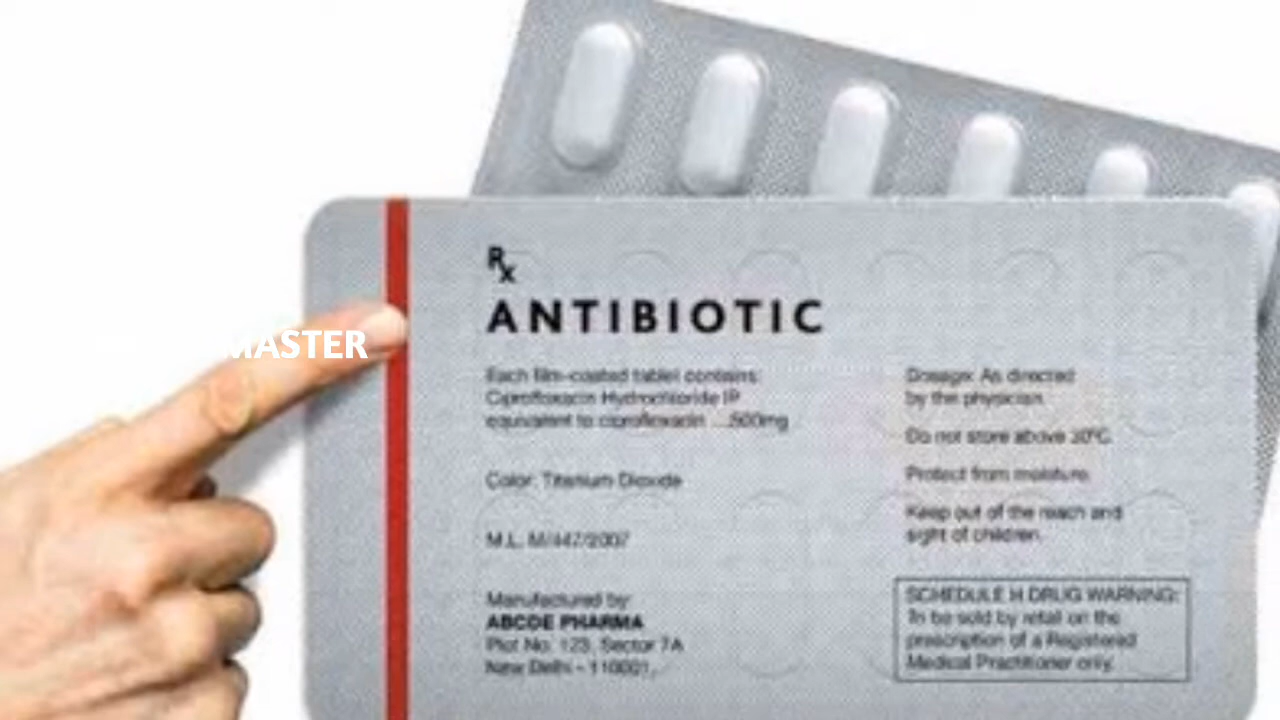 Rx
ANTIBIOTIC
Each film-coated tablet contains:
Ciprofloxacin Hydrochloride IP
equivalent to ciprofloxacin ....500mg
Color: Titanium Dioxide
M.L. M/447/2007
Manufactured by:
ABCDE PHARMA
Plot No. 123, Sector 7A
New Delhi - 110001.
Dosage: As directed
by the physician.
Do not store above 30°C.
Protect from moisture.
Keep out of the reach and
sight of children.
SCHEDULE H DRUG WARNING:
To be sold by retail on the
prescription of a Registered
Medical Practitioner only.
MASTER